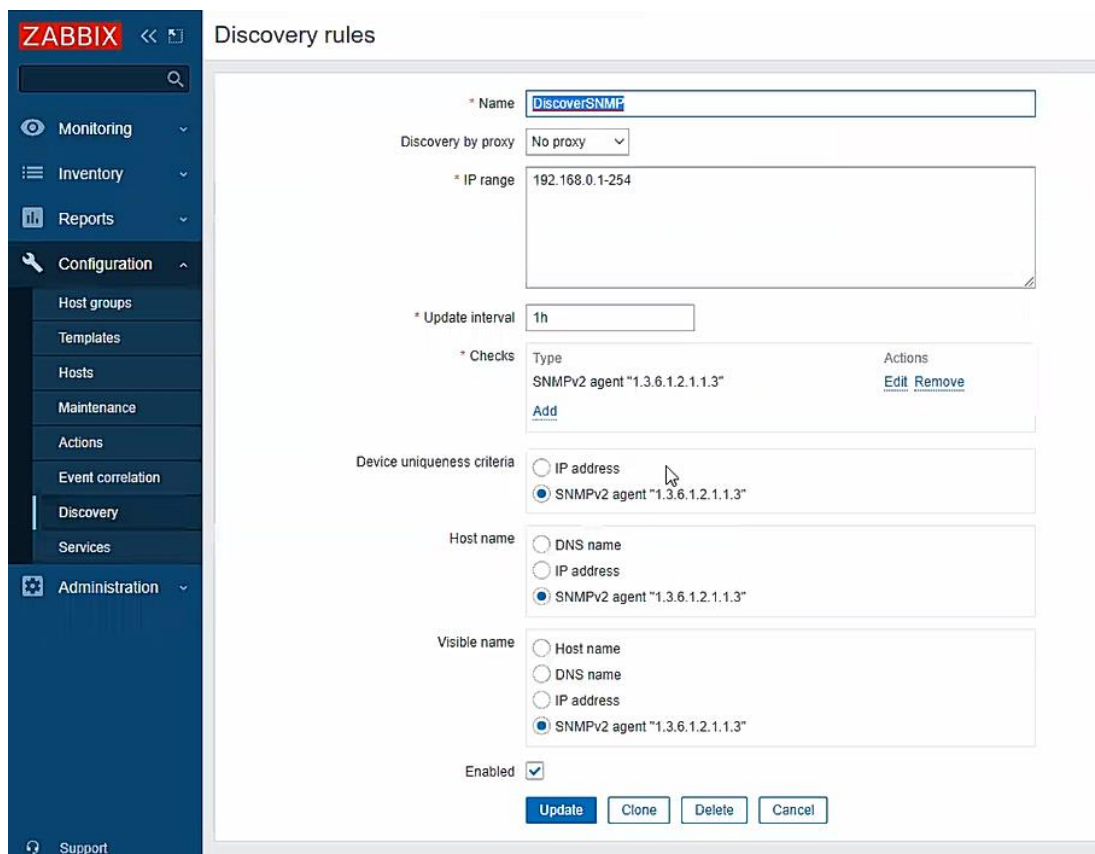 ZABBIX
Discovery rules
Monitoring
Inventory
Reports
Configuration
Host groups
Templates
Hosts
Maintenance
Actions
Event correlation
Discovery
Services
Administration
Support
* Name DiscoverSNMP
Discovery by proxy No proxy
* IP range 192.168.0.1-254
* Update interval 1h
* Checks Type Actions
SNMPv2 agent "1.3.6.1.2.1.1.3" Edit Remove
Add
Device uniqueness criteria IP address
SNMPv2 agent "1.3.6.1.2.1.1.3"
Host name DNS name
IP address
SNMPv2 agent "1.3.6.1.2.1.1.3"
Visible name Host name
DNS name
IP address
SNMPv2 agent "1.3.6.1.2.1.1.3"
Enabled
Update Clone Delete Cancel